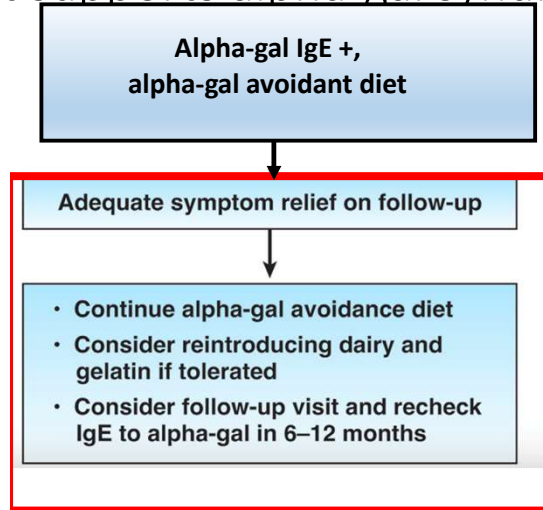 Alpha-gal IgE +,
alpha-gal avoidant diet
Adequate symptom relief on follow-up
• Continue alpha-gal avoidance diet
• Consider reintroducing dairy and
gelatin if tolerated
• Consider follow-up visit and recheck
IgE to alpha-gal in 6–12 months